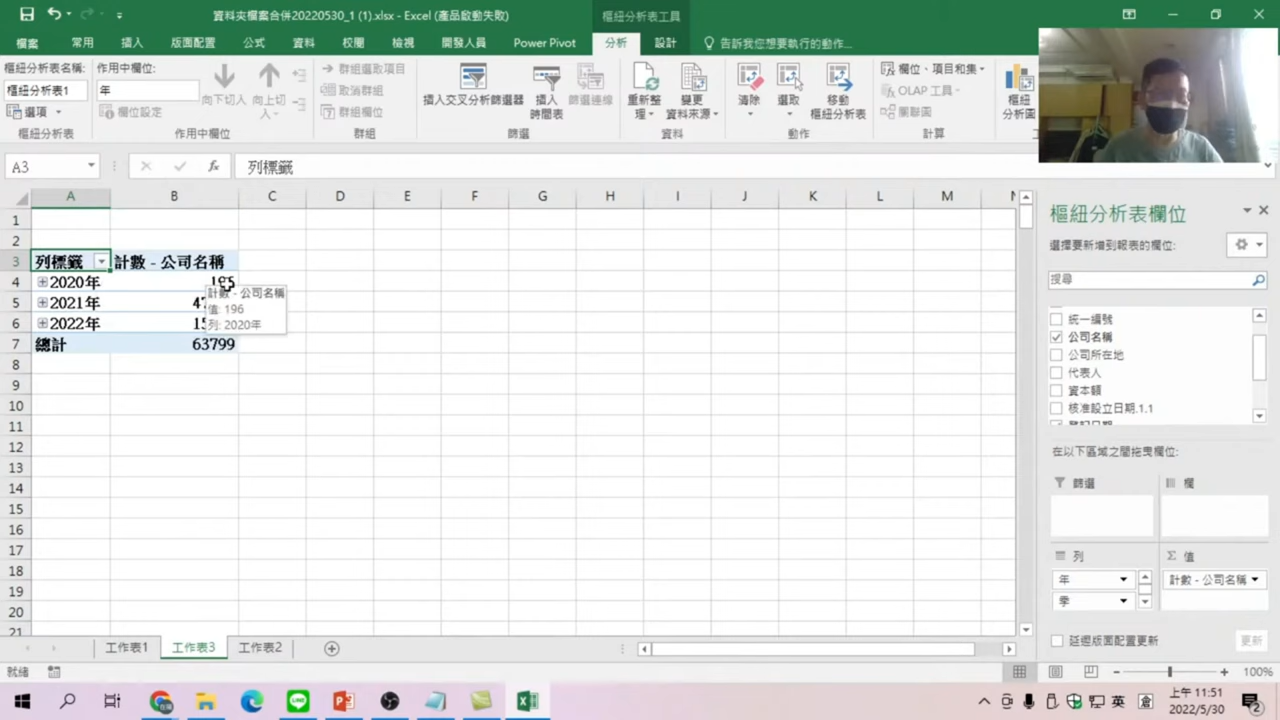 資料夾檔案合併20220530_1 (1).xlsx - Excel (產品啟動失敗)
樞紐分析表工具
檔案 常用 插入 版面配置 公式 資料 校閱 檢視 開發人員 Power Pivot 分析 設計 告訴我您想要執行的動作...
樞紐分析表名稱:
樞紐分析表1
選項
樞紐分析表
作用中欄位:
年
欄位設定
向下切入
向上切入
作用中欄位
群組選取項目
取消群組
群組欄位
群組
插入交叉分析篩選器
插入時間表
篩選連線
篩選
重新整理
變更資料來源
資料
清除
選取
移動樞紐分析表
動作
欄位、項目和集
OLAP 工具
關聯圖
計算
樞紐分析圖
A3
fx
列標籤
A B C D E F G H I J K L M
1
2
3 列標籤 計數 - 公司名稱
4 2020年
5 2021年
6 2022年
7 總計 63799
8
9
10
11
12
13
14
15
16
17
18
19
20
21
計數 - 公司名稱
值: 196
列: 2020年
樞紐分析表欄位
選擇要新增到報表的欄位:
搜尋
統一編號
公司名稱
公司所在地
代表人
資本額
核准設立日期.1.1
在以下區域之間拖曳欄位:
篩選
欄
列
值
年
季
計數 - 公司名稱
延遲版面配置更新
更新
工作表1 工作表3 工作表2
就緒
100%
英
倉
上午 11:51
2022/5/30
2